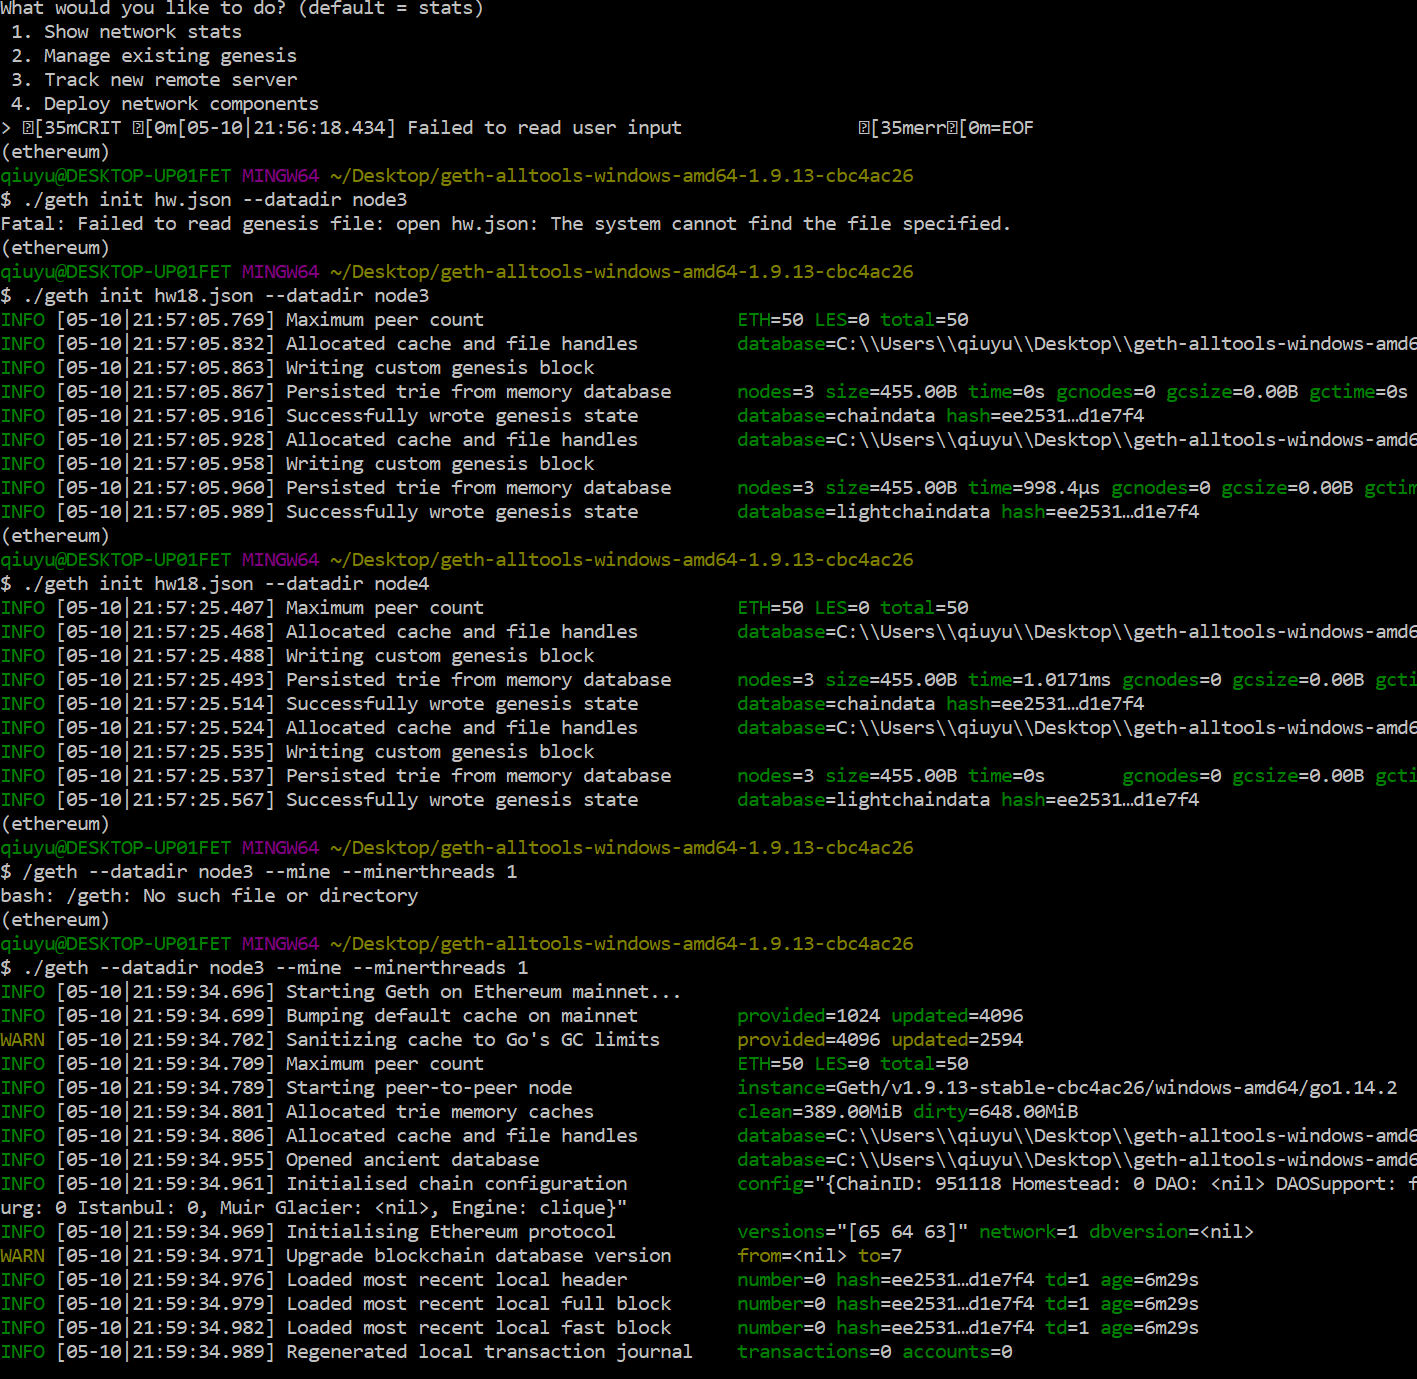 What would you like to do? (default = stats)
 1. Show network stats
 2. Manage existing genesis
 3. Track new remote server
 4. Deploy network components
> [35mCRIT [0m[05-10|21:56:18.434] Failed to read user input                [35merr[0m=EOF
(ethereum)
qiuyu@DESKTOP-UP01FET MINGW64 ~/Desktop/geth-alltools-windows-amd64-1.9.13-cbc4ac26
$ ./geth init hw.json --datadir node3
Fatal: Failed to read genesis file: open hw.json: The system cannot find the file specified.
(ethereum)
qiuyu@DESKTOP-UP01FET MINGW64 ~/Desktop/geth-alltools-windows-amd64-1.9.13-cbc4ac26
$ ./geth init hw18.json --datadir node3
INFO [05-10|21:57:05.769] Maximum peer count                       ETH=50 LES=0 total=50
INFO [05-10|21:57:05.832] Allocated cache and file handles         database=C:\\Users\\qiuyu\\Desktop\\geth-alltools-windows-amd6
INFO [05-10|21:57:05.863] Writing custom genesis block
INFO [05-10|21:57:05.867] Persisted trie from memory database      nodes=3 size=455.00B time=0s gcnodes=0 gcsize=0.00B gctime=0s
INFO [05-10|21:57:05.916] Successfully wrote genesis state         database=chaindata hash=ee2531…d1e7f4
INFO [05-10|21:57:05.928] Allocated cache and file handles         database=C:\\Users\\qiuyu\\Desktop\\geth-alltools-windows-amd6
INFO [05-10|21:57:05.958] Writing custom genesis block
INFO [05-10|21:57:05.960] Persisted trie from memory database      nodes=3 size=455.00B time=998.4µs gcnodes=0 gcsize=0.00B gctim
INFO [05-10|21:57:05.989] Successfully wrote genesis state         database=lightchaindata hash=ee2531…d1e7f4
(ethereum)
qiuyu@DESKTOP-UP01FET MINGW64 ~/Desktop/geth-alltools-windows-amd64-1.9.13-cbc4ac26
$ ./geth init hw18.json --datadir node4
INFO [05-10|21:57:25.407] Maximum peer count                       ETH=50 LES=0 total=50
INFO [05-10|21:57:25.468] Allocated cache and file handles         database=C:\\Users\\qiuyu\\Desktop\\geth-alltools-windows-amd6
INFO [05-10|21:57:25.488] Writing custom genesis block
INFO [05-10|21:57:25.493] Persisted trie from memory database      nodes=3 size=455.00B time=1.0171ms gcnodes=0 gcsize=0.00B gcti
INFO [05-10|21:57:25.514] Successfully wrote genesis state         database=chaindata hash=ee2531…d1e7f4
INFO [05-10|21:57:25.524] Allocated cache and file handles         database=C:\\Users\\qiuyu\\Desktop\\geth-alltools-windows-amd6
INFO [05-10|21:57:25.535] Writing custom genesis block
INFO [05-10|21:57:25.537] Persisted trie from memory database      nodes=3 size=455.00B time=0s       gcnodes=0 gcsize=0.00B gcti
INFO [05-10|21:57:25.567] Successfully wrote genesis state         database=lightchaindata hash=ee2531…d1e7f4
(ethereum)
qiuyu@DESKTOP-UP01FET MINGW64 ~/Desktop/geth-alltools-windows-amd64-1.9.13-cbc4ac26
$ /geth --datadir node3 --mine --minerthreads 1
bash: /geth: No such file or directory
(ethereum)
qiuyu@DESKTOP-UP01FET MINGW64 ~/Desktop/geth-alltools-windows-amd64-1.9.13-cbc4ac26
$ ./geth --datadir node3 --mine --minerthreads 1
INFO [05-10|21:59:34.696] Starting Geth on Ethereum mainnet...
INFO [05-10|21:59:34.699] Bumping default cache on mainnet         provided=1024 updated=4096
WARN [05-10|21:59:34.702] Sanitizing cache to Go's GC limits       provided=4096 updated=2594
INFO [05-10|21:59:34.709] Maximum peer count                       ETH=50 LES=0 total=50
INFO [05-10|21:59:34.789] Starting peer-to-peer node               instance=Geth/v1.9.13-stable-cbc4ac26/windows-amd64/go1.14.2
INFO [05-10|21:59:34.801] Allocated trie memory caches             clean=389.00MiB dirty=648.00MiB
INFO [05-10|21:59:34.806] Allocated cache and file handles         database=C:\\Users\\qiuyu\\Desktop\\geth-alltools-windows-amd6
INFO [05-10|21:59:34.955] Opened ancient database                  database=C:\\Users\\qiuyu\\Desktop\\geth-alltools-windows-amd6
INFO [05-10|21:59:34.961] Initialised chain configuration          config="{ChainID: 951118 Homestead: 0 DAO: <nil> DAOSupport: f
urg: 0 Istanbul: 0, Muir Glacier: <nil>, Engine: clique}"
INFO [05-10|21:59:34.969] Initialising Ethereum protocol           versions="[65 64 63]" network=1 dbversion=<nil>
WARN [05-10|21:59:34.971] Upgrade blockchain database version      from=<nil> to=7
INFO [05-10|21:59:34.976] Loaded most recent local header          number=0 hash=ee2531…d1e7f4 td=1 age=6m29s
INFO [05-10|21:59:34.979] Loaded most recent local full block      number=0 hash=ee2531…d1e7f4 td=1 age=6m29s
INFO [05-10|21:59:34.982] Loaded most recent local fast block      number=0 hash=ee2531…d1e7f4 td=1 age=6m29s
INFO [05-10|21:59:34.989] Regenerated local transaction journal    transactions=0 accounts=0